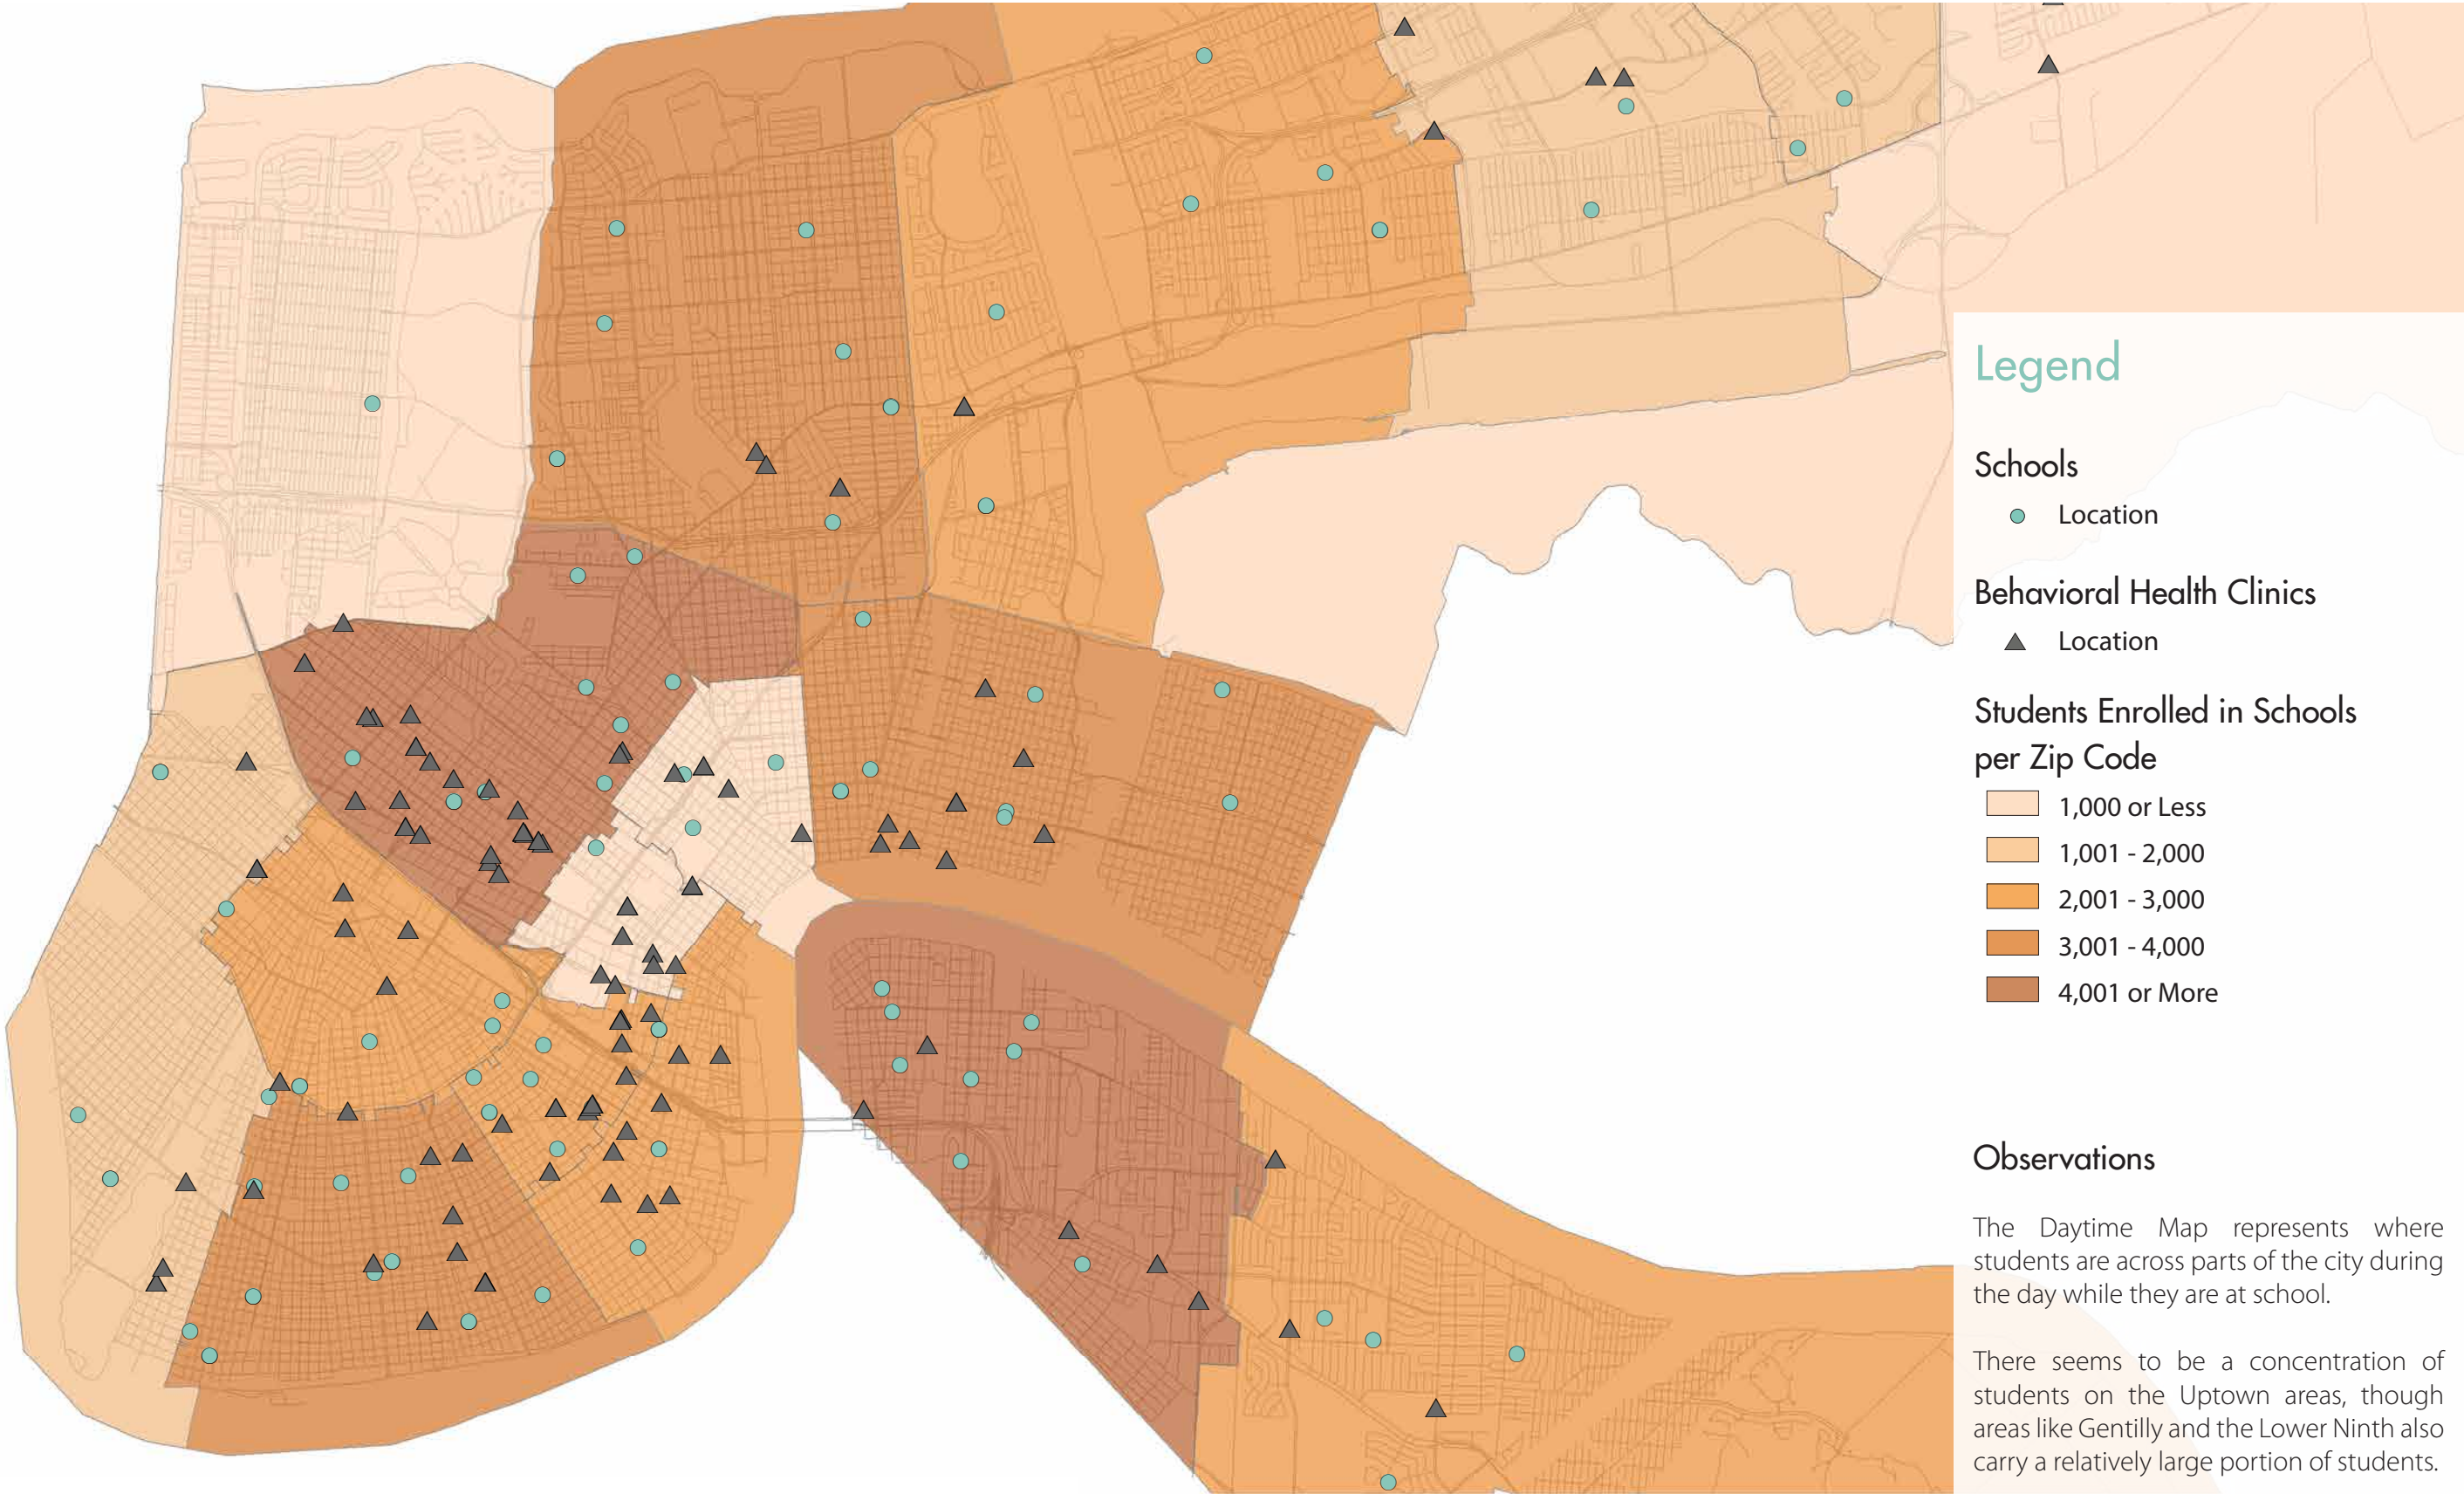 Legend
Schools
Location
Behavioral Health Clinics
Location
Students Enrolled in Schools
per Zip Code
1,000 or Less
1,001 - 2,000
2,001 - 3,000
3,001 - 4,000
4,001 or More
Observations
The Daytime Map represents where
students are across parts of the city during
the day while they are at school.
There seems to be a concentration of
students on the Uptown areas, though
areas like Gentilly and the Lower Ninth also
carry a relatively large portion of students.